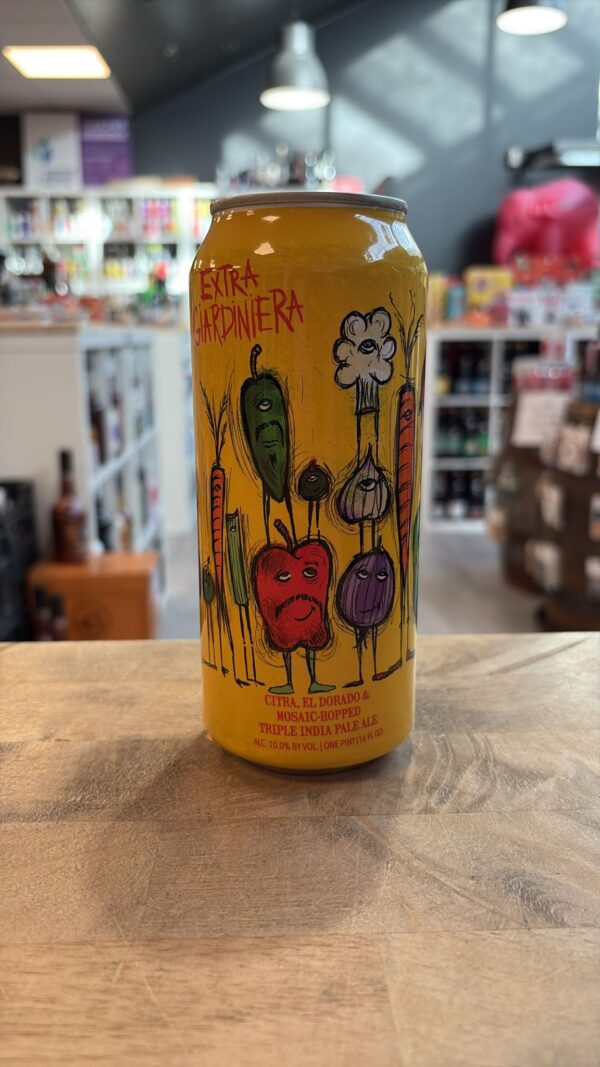 EXTRA
GIARDINIERA
CITRA, EL DORADO &
MOSAIC-HOPPED
TRIPLE INDIA PALE ALE
ALC. 10.0% BY VOL. | ONE PINT (16 FL OZ)